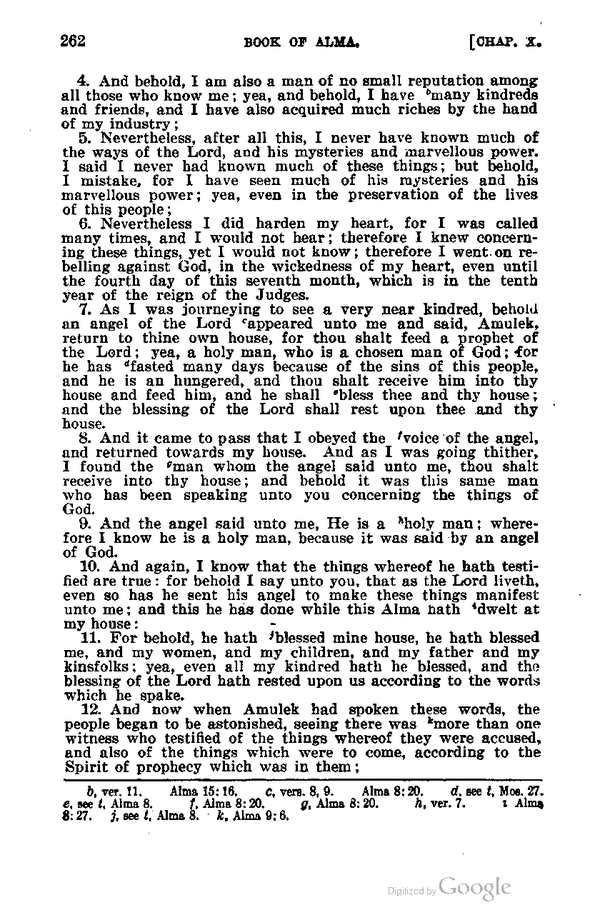 262 BOOK OF ALMA. [CHAP. X.
4. And behold, I am also a man of no small reputation among
all those who know me; yea, and behold, I have ᵇmany kindreds
and friends, and I have also acquired much riches by the hand
of my industry;
5. Nevertheless, after all this, I never have known much of
the ways of the Lord, and his mysteries and marvellous power.
I said I never had known much of these things; but behold,
I mistake, for I have seen much of his mysteries and his
marvellous power; yea, even in the preservation of the lives
of this people;
6. Nevertheless I did harden my heart, for I was called
many times, and I would not hear; therefore I knew concern-
ing these things, yet I would not know; therefore I went on re-
belling against God, in the wickedness of my heart, even until
the fourth day of this seventh month, which is in the tenth
year of the reign of the Judges.
7. As I was journeying to see a very near kindred, behold
an angel of the Lord ᶜappeared unto me and said, Amulek,
return to thine own house, for thou shalt feed a prophet of
the Lord; yea, a holy man, who is a chosen man of God; for
he has ᵈfasted many days because of the sins of this people,
and he is an hungered, and thou shalt receive him into thy
house and feed him, and he shall ᵉbless thee and thy house;
and the blessing of the Lord shall rest upon thee and thy
house.
8. And it came to pass that I obeyed the ᶠvoice of the angel,
and returned towards my house. And as I was going thither,
I found the ᵍman whom the angel said unto me, thou shalt
receive into thy house; and behold it was this same man
who has been speaking unto you concerning the things of
God.
9. And the angel said unto me, He is a ʰholy man; where-
fore I know he is a holy man, because it was said by an angel
of God.
10. And again, I know that the things whereof he hath testi-
fied are true: for behold I say unto you, that as the Lord liveth,
even so has he sent his angel to make these things manifest
unto me; and this he has done while this Alma hath ⁱdwelt at
my house:
11. For behold, he hath ʲblessed mine house, he hath blessed
me, and my women, and my children, and my father and my
kinsfolks; yea, even all my kindred hath he blessed, and the
blessing of the Lord hath rested upon us according to the words
which he spake.
12. And now when Amulek had spoken these words, the
people began to be astonished, seeing there was ᵏmore than one
witness who testified of the things whereof they were accused,
and also of the things which were to come, according to the
Spirit of prophecy which was in them;
b, ver. 11. Alma 15:16. c, vers. 8, 9. Alma 8:20. d, see t, Mos. 27.
e, see t, Alma 8. f, Alma 8:20. g, Alma 8:20. h, ver. 7. i Alma
8:27. j, see t, Alma 8. k, Alma 9:6.
Digitized by Google